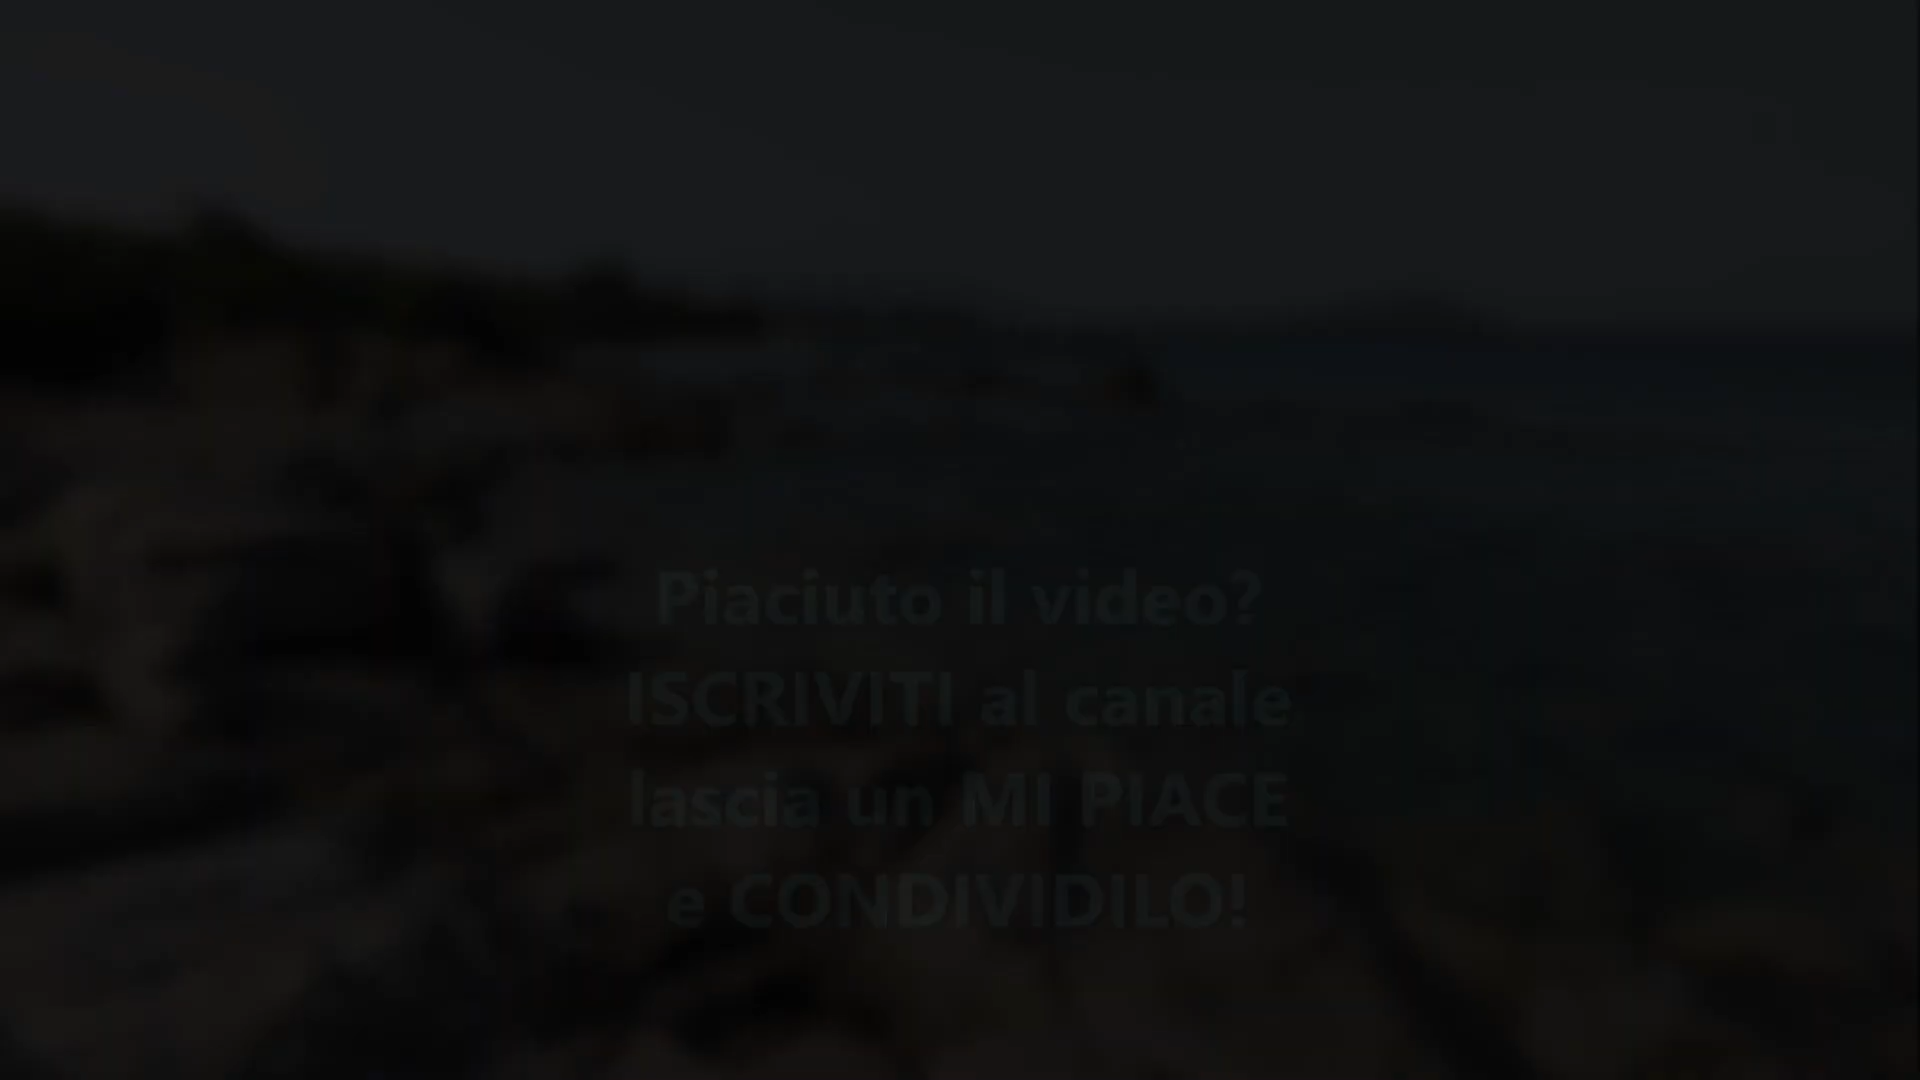 Piaciuto il video?
ISCRIVITI al canale
lascia un MI PIACE
e CONDIVIDILO!